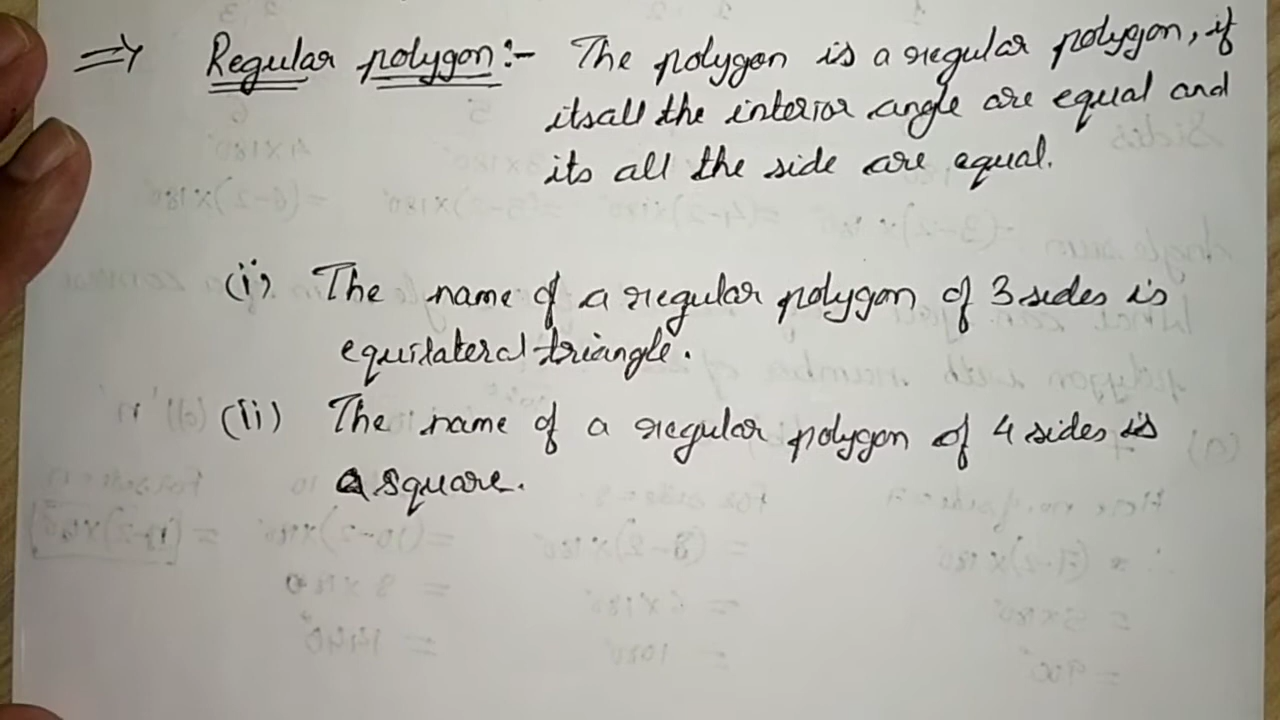 ⇒ Regular polygon:- The polygon is a regular polygon, if
its all the interior angle are equal and
its all the side are equal.
(i) The name of a regular polygon of 3 sides is
equilateral triangle.
(ii) The name of a regular polygon of 4 sides is
a square.